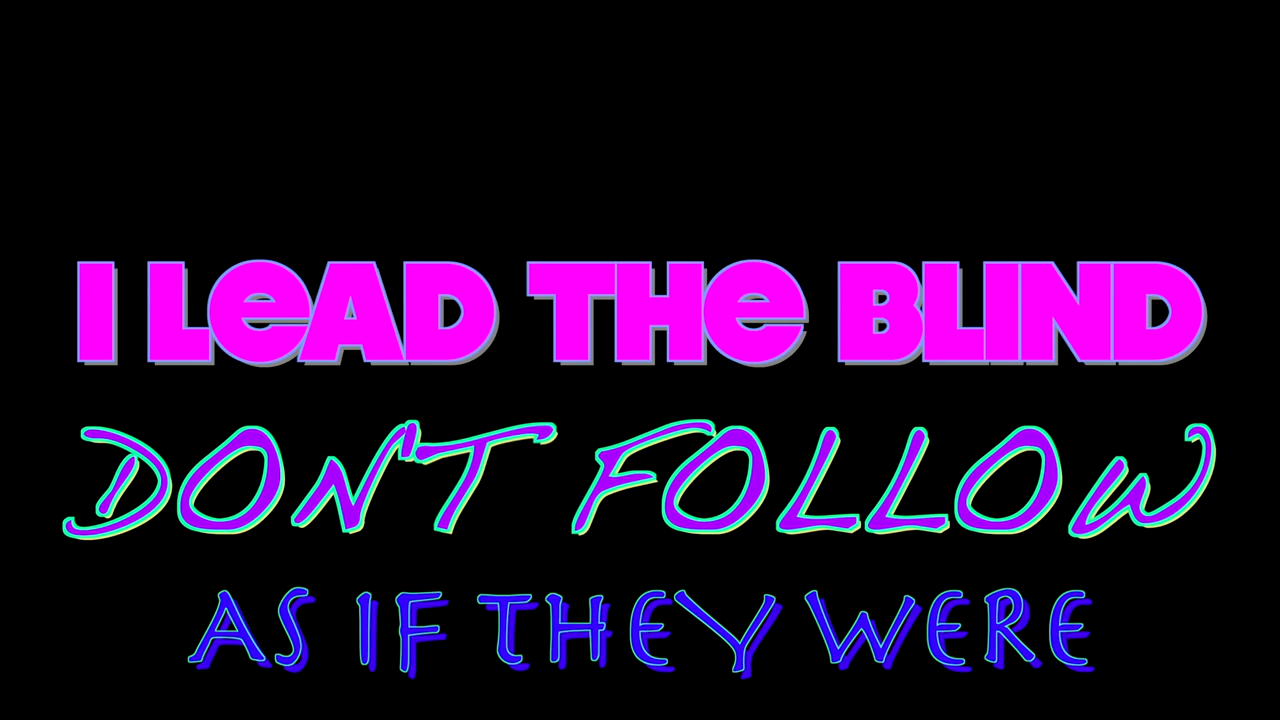 I LeAD THe BLIND
DON'T FOLLOW
AS IF THEY WERE